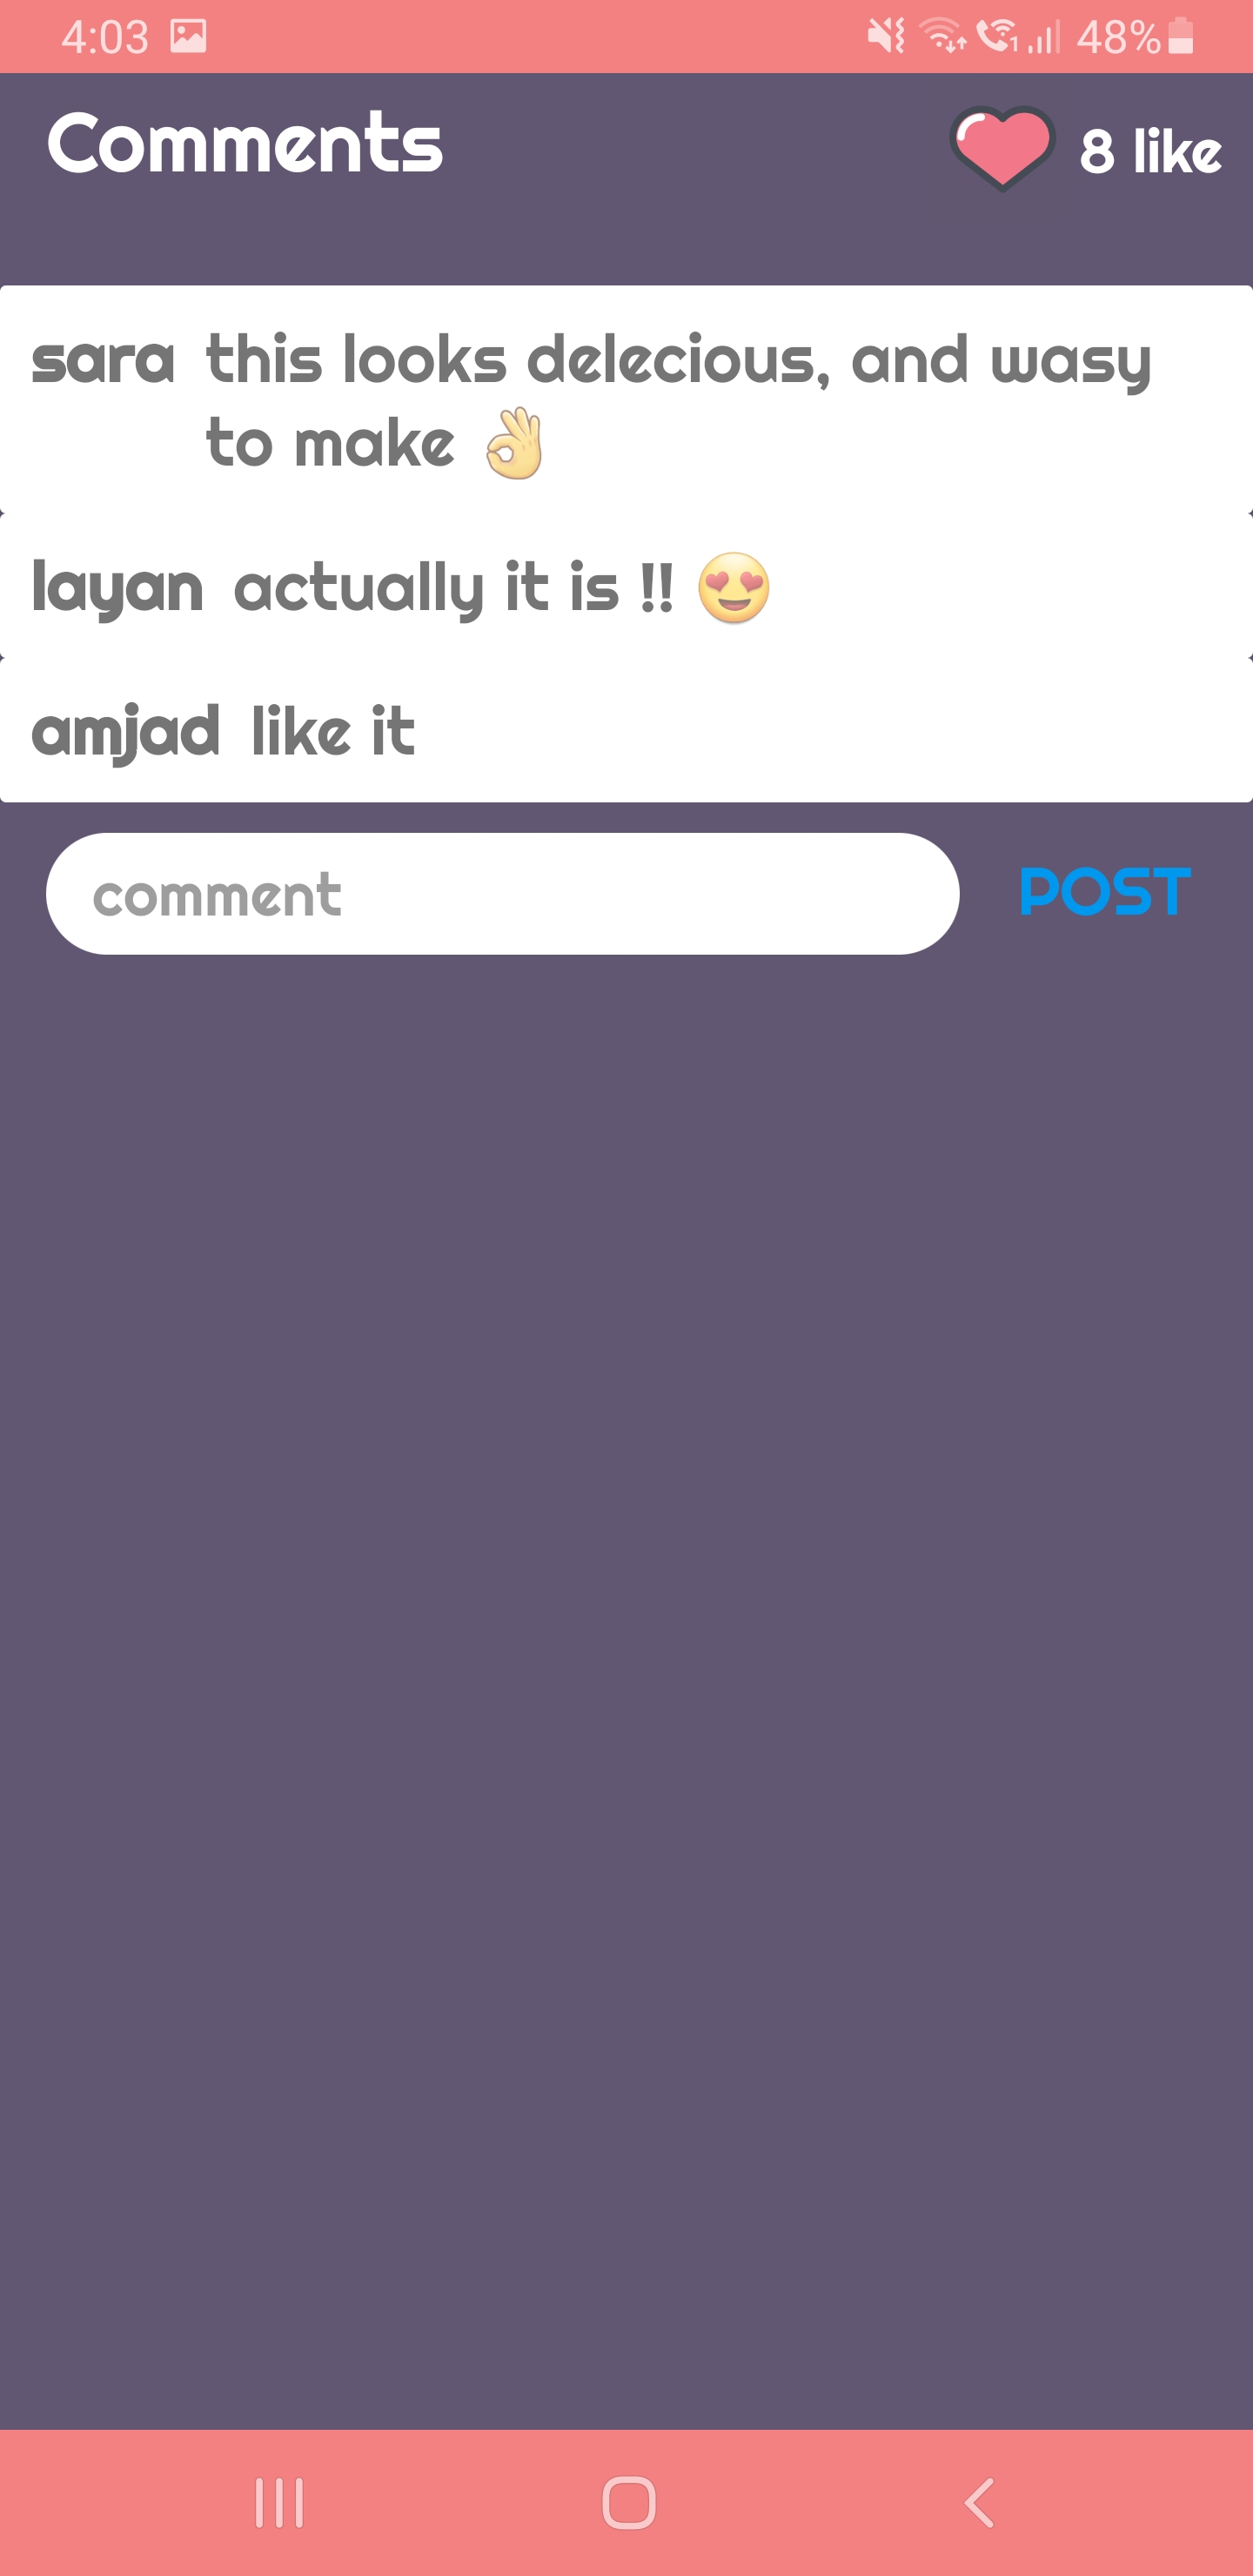 4:03 48%
Comments 8 like
sara this looks delecious, and wasy
to make 👌
layan actually it is !! 😍
amjad like it
comment POST